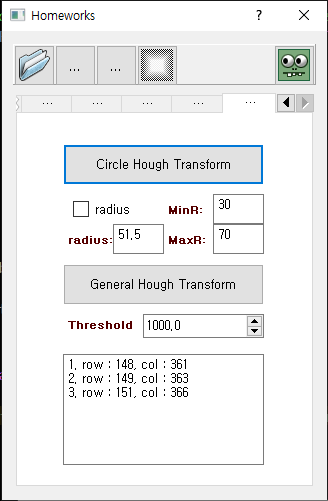 Homeworks
? ×
... ...
... ... ... ... ...
Circle Hough Transform
radius MinR: 30
radius: 51,5 MaxR: 70
General Hough Transform
Threshold 1000,0
1, row : 148, col : 361
2, row : 149, col : 363
3, row : 151, col : 366